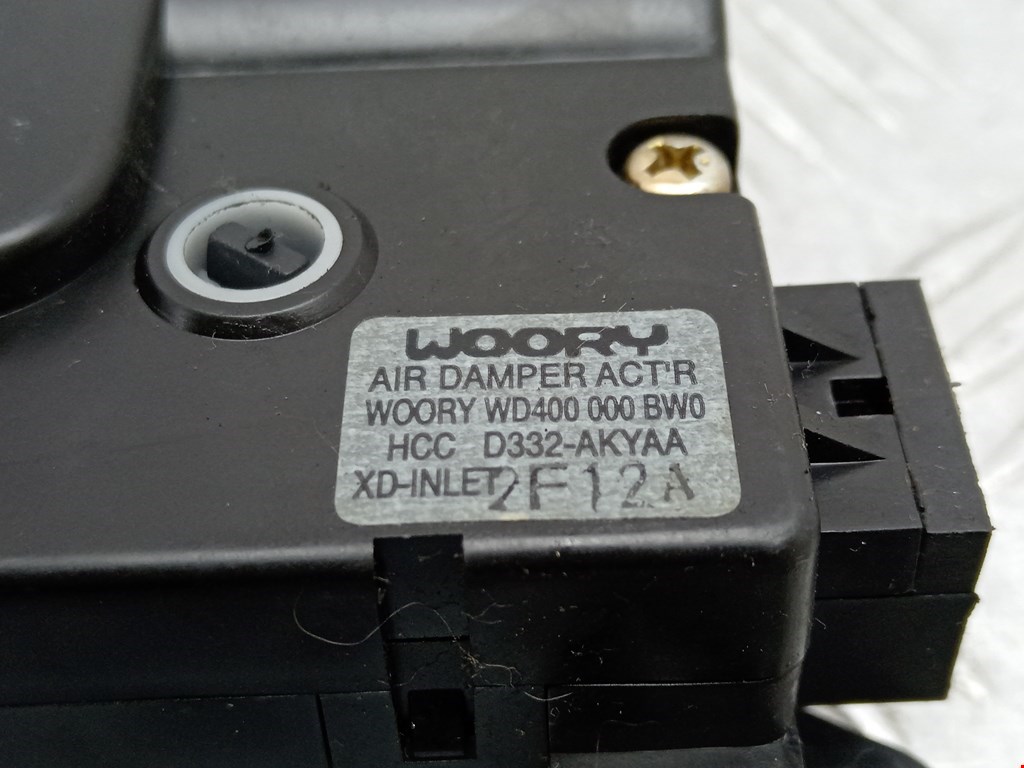 WOORY
AIR DAMPER ACT'R
WOORY WD400 000 BW0
HCC D332-AKYAA
XD-INLET 2F12A